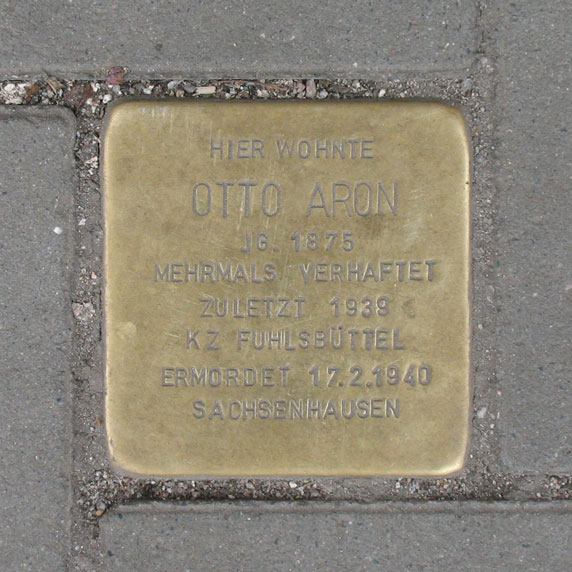 HIER WOHNTE
OTTO ARON
JG. 1875
MEHRMALS VERHAFTET
ZULETZT 1939
KZ FUHLSBÜTTEL
ERMORDET 17.2.1940
SACHSENHAUSEN